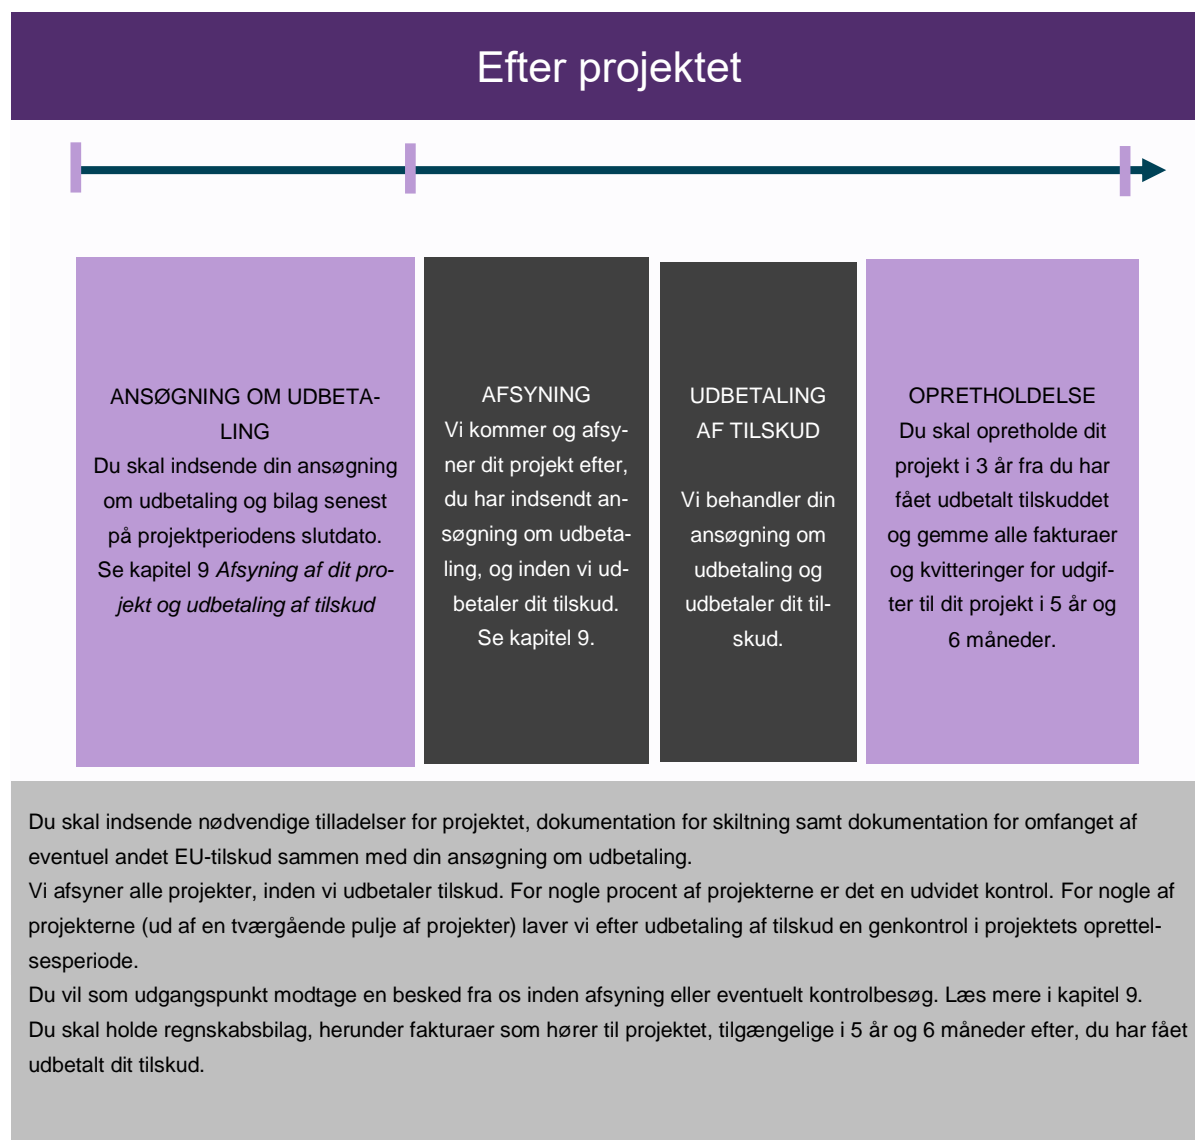 Efter projektet
ANSØGNING OM UDBETA-
LING
Du skal indsende din ansøgning
om udbetaling og bilag senest
på projektperiodens slutdato.
Se kapitel 9 Afsyning af dit pro-
jekt og udbetaling af tilskud
AFSYNING
Vi kommer og afsy-
ner dit projekt efter,
du har indsendt an-
søgning om udbeta-
ling, og inden vi ud-
betaler dit tilskud.
Se kapitel 9.
UDBETALING
AF TILSKUD
Vi behandler din
ansøgning om
udbetaling og
udbetaler dit til-
skud.
OPRETHOLDELSE
Du skal opretholde dit
projekt i 3 år fra du har
fået udbetalt tilskuddet
og gemme alle fakturaer
og kvitteringer for udgif-
ter til dit projekt i 5 år og
6 måneder.
Du skal indsende nødvendige tilladelser for projektet, dokumentation for skiltning samt dokumentation for omfanget af
eventuel andet EU-tilskud sammen med din ansøgning om udbetaling.
Vi afsyner alle projekter, inden vi udbetaler tilskud. For nogle procent af projekterne er det en udvidet kontrol. For nogle af
projekterne (ud af en tværgående pulje af projekter) laver vi efter udbetaling af tilskud en genkontrol i projektets oprettel-
sesperiode.
Du vil som udgangspunkt modtage en besked fra os inden afsyning eller eventuelt kontrolbesøg. Læs mere i kapitel 9.
Du skal holde regnskabsbilag, herunder fakturaer som hører til projektet, tilgængelige i 5 år og 6 måneder efter, du har fået
udbetalt dit tilskud.